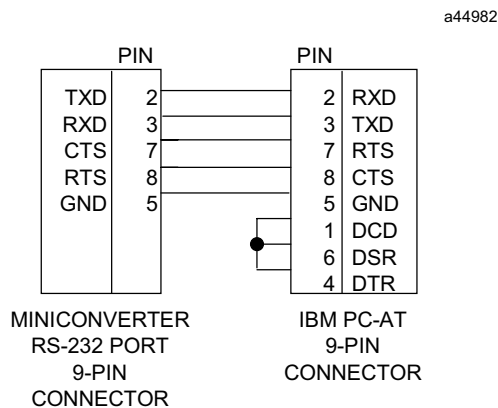 a44982
PIN PIN
TXD 2 2 RXD
RXD 3 3 TXD
CTS 7 7 RTS
RTS 8 8 CTS
GND 5 5 GND
1 DCD
6 DSR
4 DTR
MINICONVERTER
RS-232 PORT
9-PIN
CONNECTOR
IBM PC-AT
9-PIN
CONNECTOR